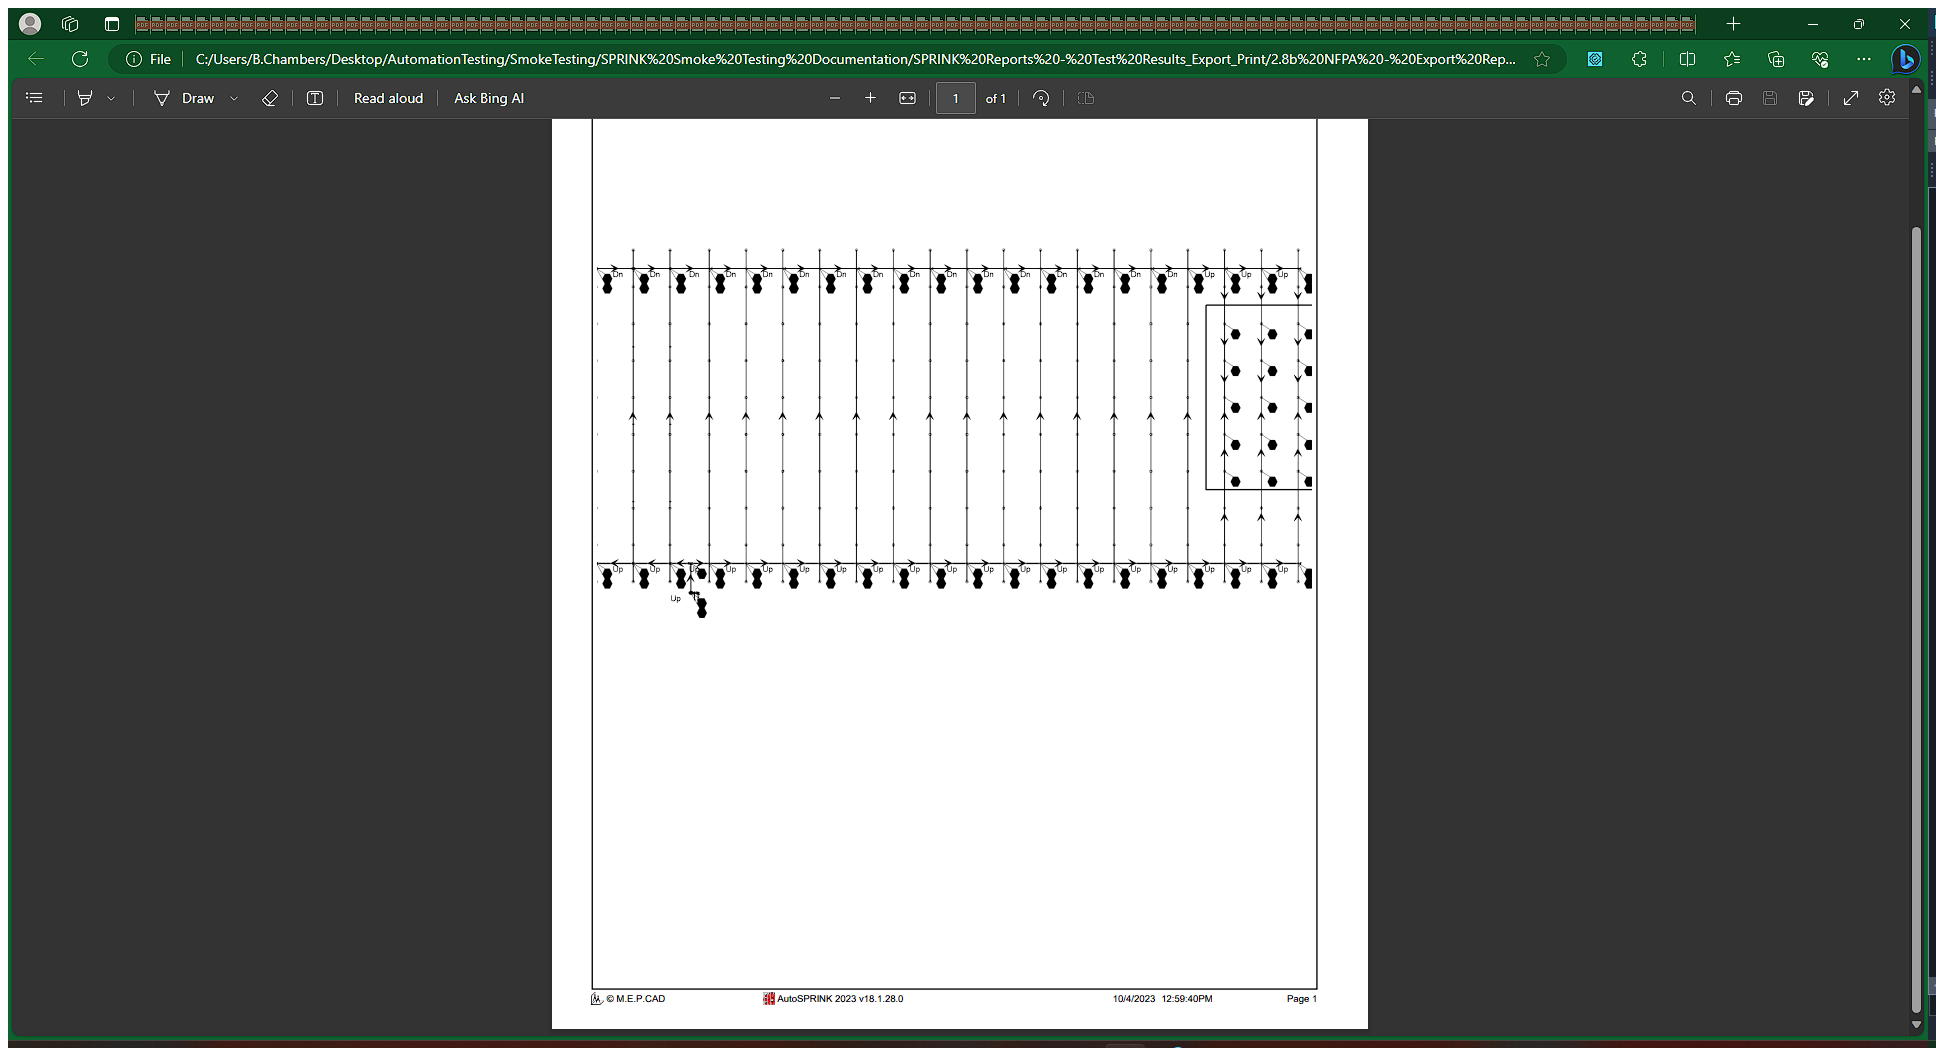 File
C:/Users/B.Chambers/Desktop/AutomationTesting/SmokeTesting/SPRINK%20Smoke%20Testing%20Documentation/SPRINK%20Reports%20-%20Test%20Results_Export_Print/2.8b%20NFPA%20-%20Export%20Rep...
Draw
Read aloud
Ask Bing AI
1 of 1
Dn Dn Dn Dn Dn Dn Dn Dn Dn Dn Dn Dn Dn Dn Dn Dn Up Up Up
Up Up Up Up Up Up Up Up Up Up Up Up Up Up Up Up Up Up Up
Up
© M.E.P.CAD AutoSPRINK 2023 v18.1.28.0 10/4/2023 12:59:40PM Page 1